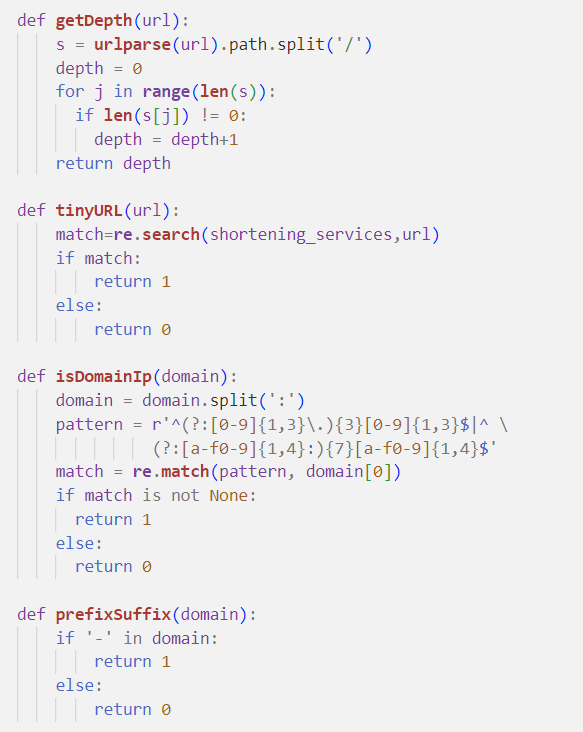 def getDepth(url):
    s = urlparse(url).path.split('/')
    depth = 0
    for j in range(len(s)):
      if len(s[j]) != 0:
        depth = depth+1
    return depth

def tinyURL(url):
    match=re.search(shortening_services,url)
    if match:
        return 1
    else:
        return 0

def isDomainIp(domain):
    domain = domain.split(':')
    pattern = r'^(?:[0-9]{1,3}\.){3}[0-9]{1,3}$|^ \
              (?:[a-f0-9]{1,4}:){7}[a-f0-9]{1,4}$'
    match = re.match(pattern, domain[0])
    if match is not None:
      return 1
    else:
      return 0

def prefixSuffix(domain):
    if '-' in domain:
        return 1
    else:
        return 0